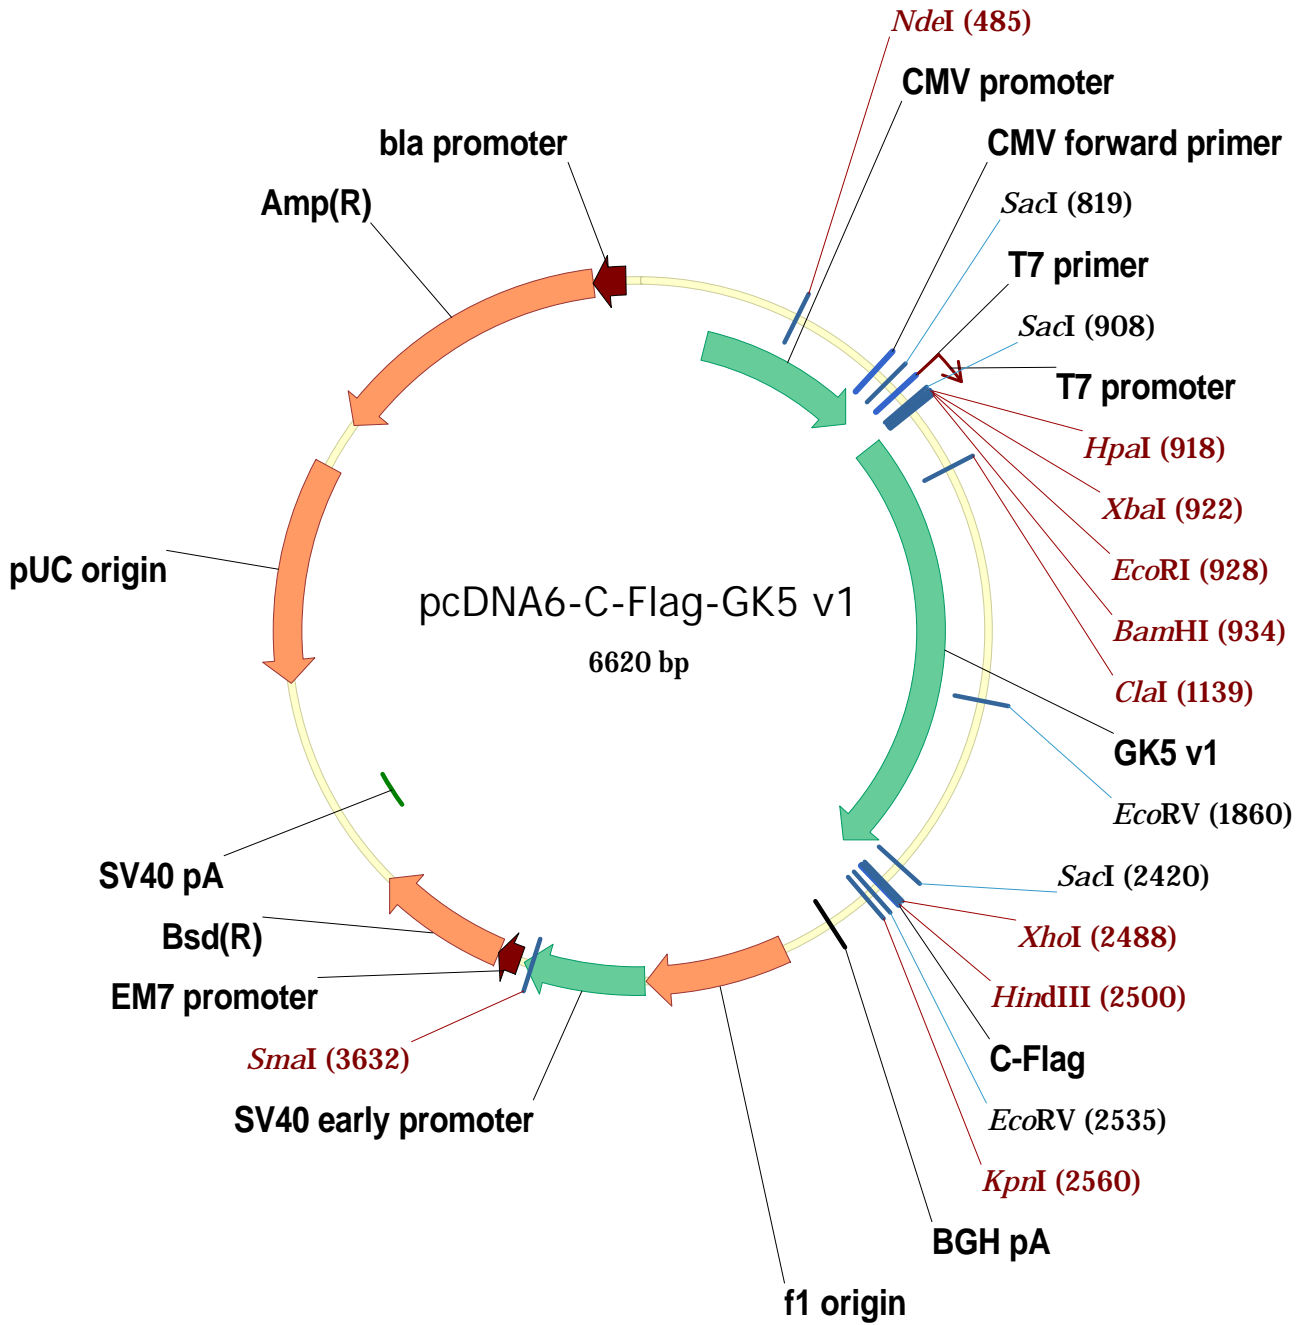 NdeI (485)
CMV promoter
bla promoter
CMV forward primer
Amp(R)
SacI (819)
T7 primer
SacI (908)
T7 promoter
HpaI (918)
XbaI (922)
pUC origin
EcoRI (928)
pcDNA6-C-Flag-GK5 v1
BamHI (934)
6620 bp
ClaI (1139)
GK5 v1
EcoRV (1860)
SV40 pA
SacI (2420)
Bsd(R)
XhoI (2488)
EM7 promoter
HindIII (2500)
SmaI (3632)
C-Flag
SV40 early promoter
EcoRV (2535)
KpnI (2560)
BGH pA
f1 origin